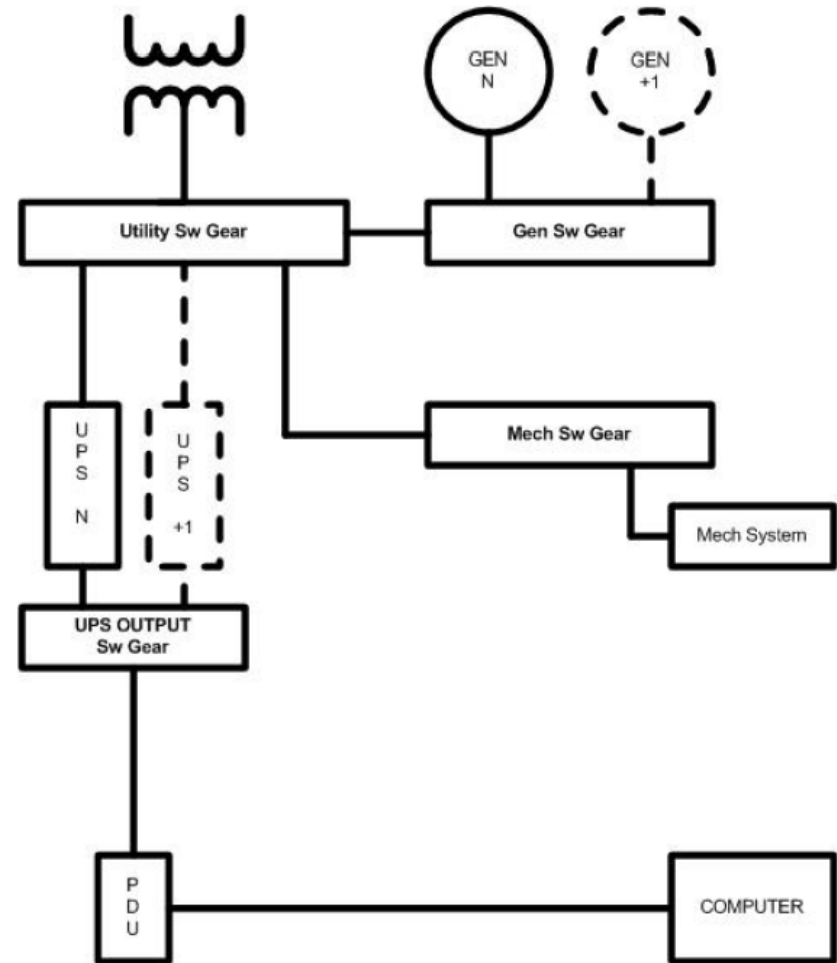 GEN
N
GEN
+1
Utility Sw Gear
Gen Sw Gear
U
P
S
N
U
P
S
+1
Mech Sw Gear
Mech System
UPS OUTPUT
Sw Gear
P
D
U
COMPUTER